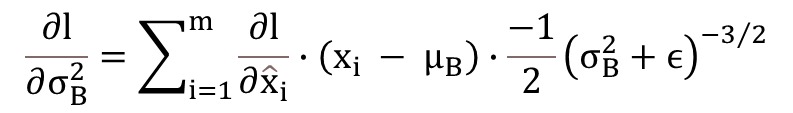 ∂l/∂σ_B^2 = ∑_{i=1}^{m} ∂l/∂x̂_i · (x_i − μ_B) · −1/2 (σ_B^2 + ϵ)^{−3/2}